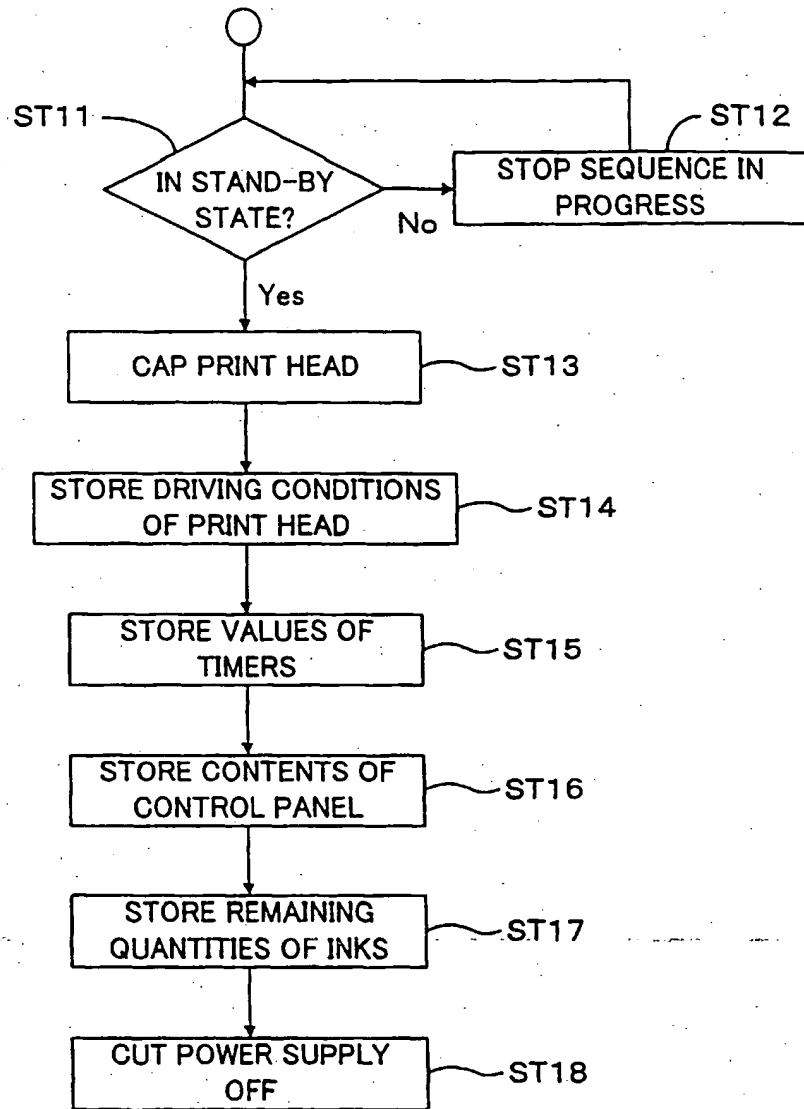 ST11
IN STAND-BY
STATE?
No
ST12
STOP SEQUENCE IN
PROGRESS
Yes
CAP PRINT HEAD
ST13
STORE DRIVING CONDITIONS
OF PRINT HEAD
ST14
STORE VALUES OF
TIMERS
ST15
STORE CONTENTS OF
CONTROL PANEL
ST16
STORE REMAINING
QUANTITIES OF INKS
ST17
CUT POWER SUPPLY
OFF
ST18